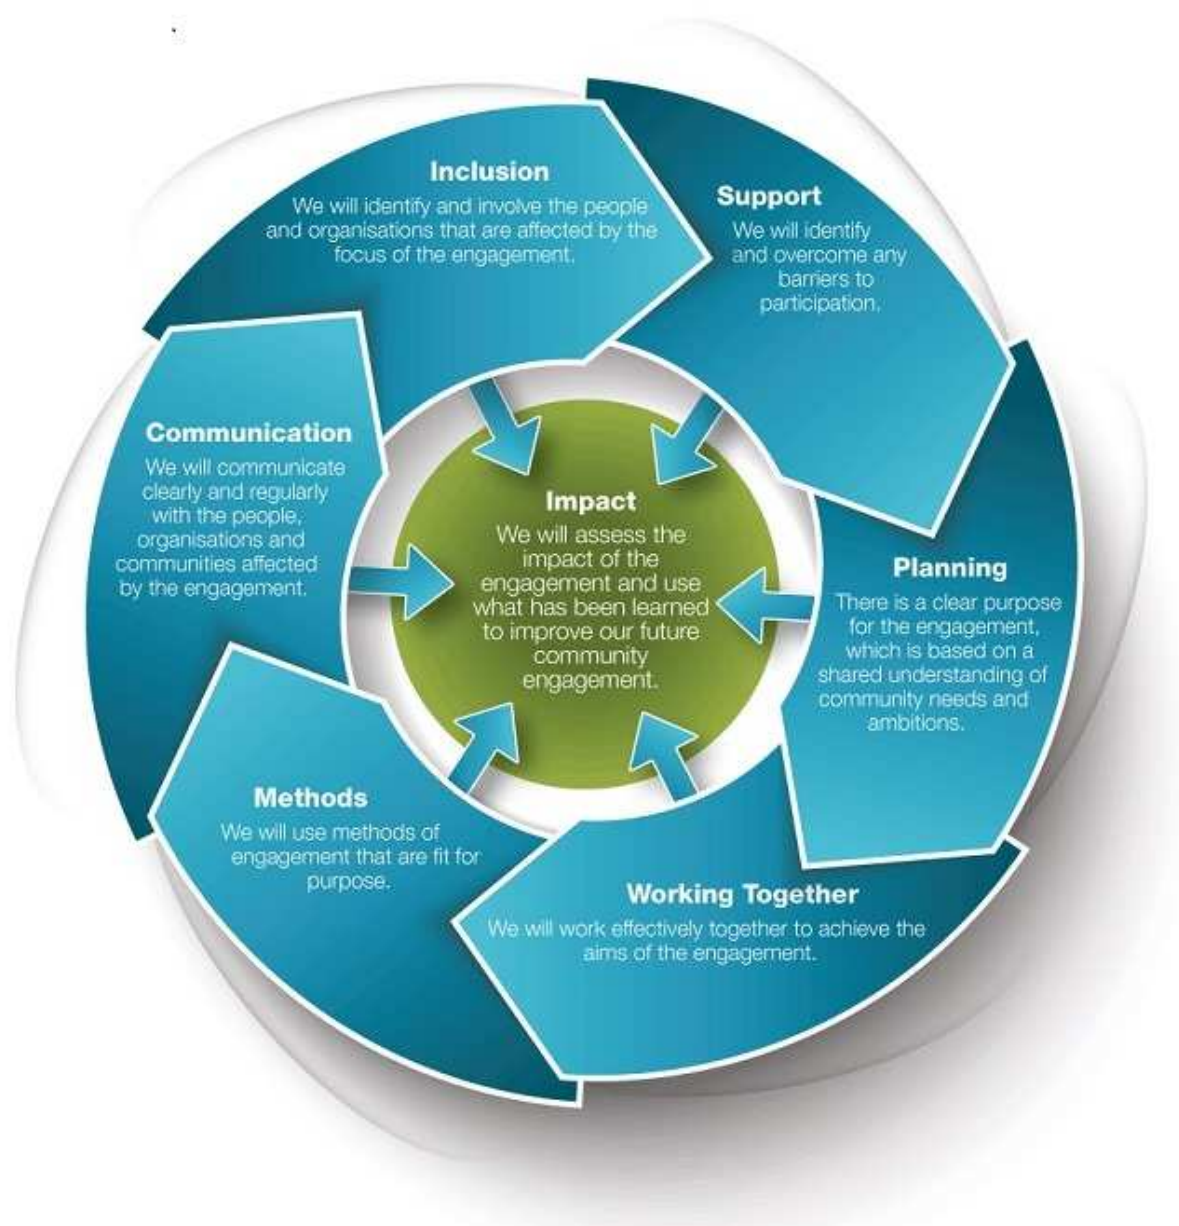 Inclusion
We will identify and involve the people
and organisations that are affected by the
focus of the engagement.
Support
We will identify
and overcome any
barriers to
participation.
Planning
There is a clear purpose
for the engagement,
which is based on a
shared understanding of
community needs and
ambitions.
Working Together
We will work effectively together to achieve the
aims of the engagement.
Methods
We will use methods of
engagement that are fit for
purpose.
Communication
We will communicate
clearly and regularly
with the people,
organisations and
communities affected
by the engagement.
Impact
We will assess the
impact of the
engagement and use
what has been learned
to improve our future
community
engagement.